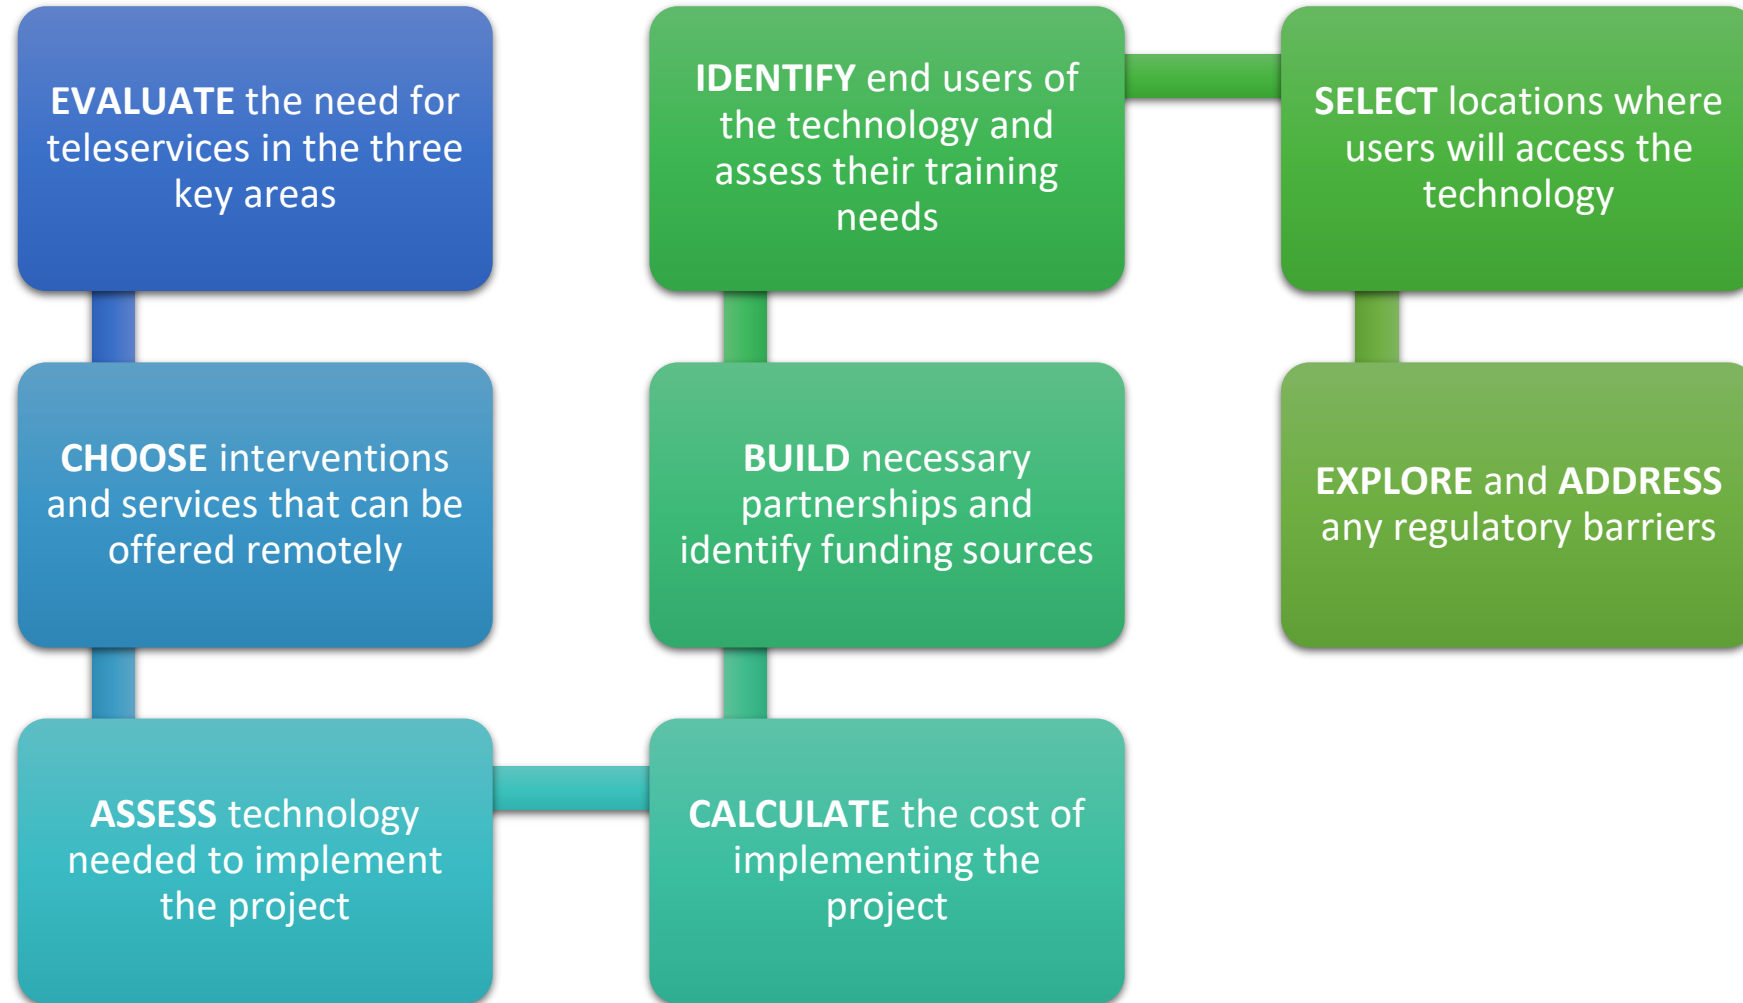 EVALUATE the need for
teleservices in the three
key areas
CHOOSE interventions
and services that can be
offered remotely
ASSESS technology
needed to implement
the project
CALCULATE the cost of
implementing the
project
BUILD necessary
partnerships and
identify funding sources
IDENTIFY end users of
the technology and
assess their training
needs
SELECT locations where
users will access the
technology
EXPLORE and ADDRESS
any regulatory barriers